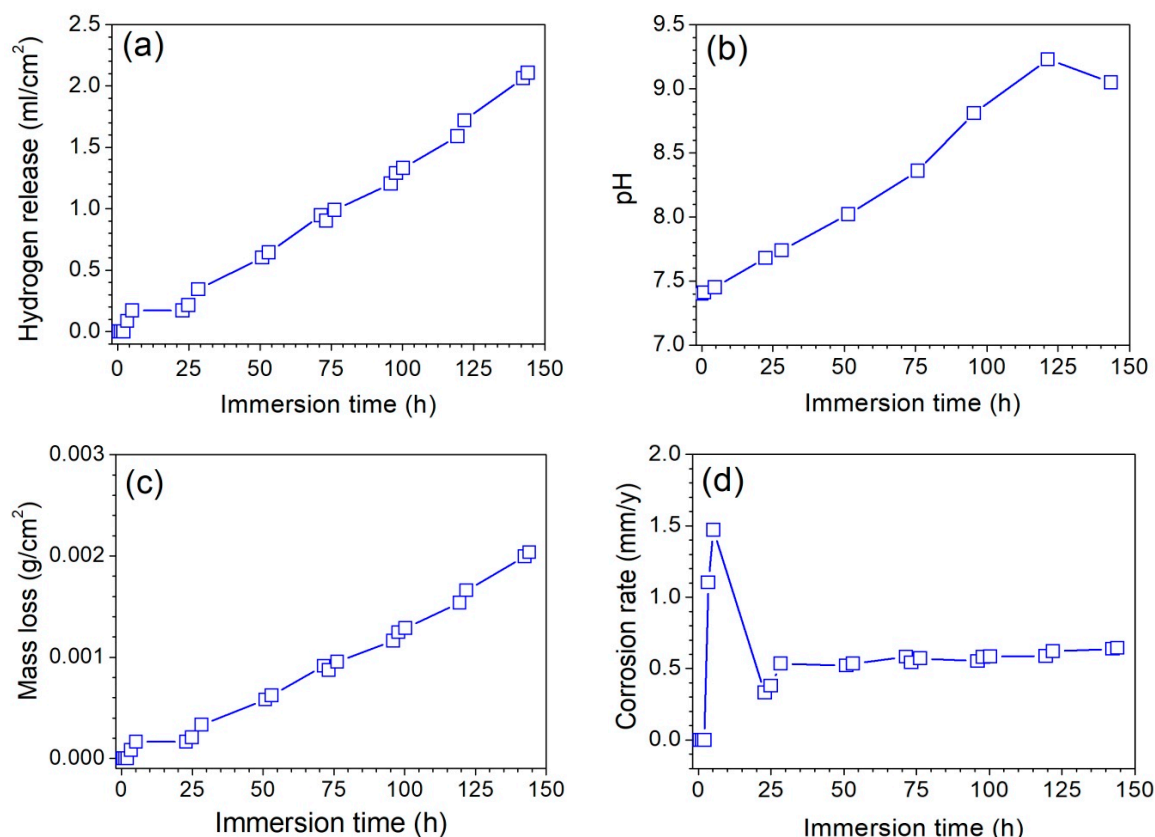 (a)
2.5
2.0
1.5
1.0
0.5
0.0
Hydrogen release (ml/cm²)
0 25 50 75 100 125 150
Immersion time (h)
(b)
9.5
9.0
8.5
8.0
7.5
7.0
pH
0 25 50 75 100 125 150
Immersion time (h)
(c)
0.003
0.002
0.001
0.000
Mass loss (g/cm²)
0 25 50 75 100 125 150
Immersion time (h)
(d)
2.0
1.5
1.0
0.5
0.0
Corrosion rate (mm/y)
0 25 50 75 100 125 150
Immersion time (h)